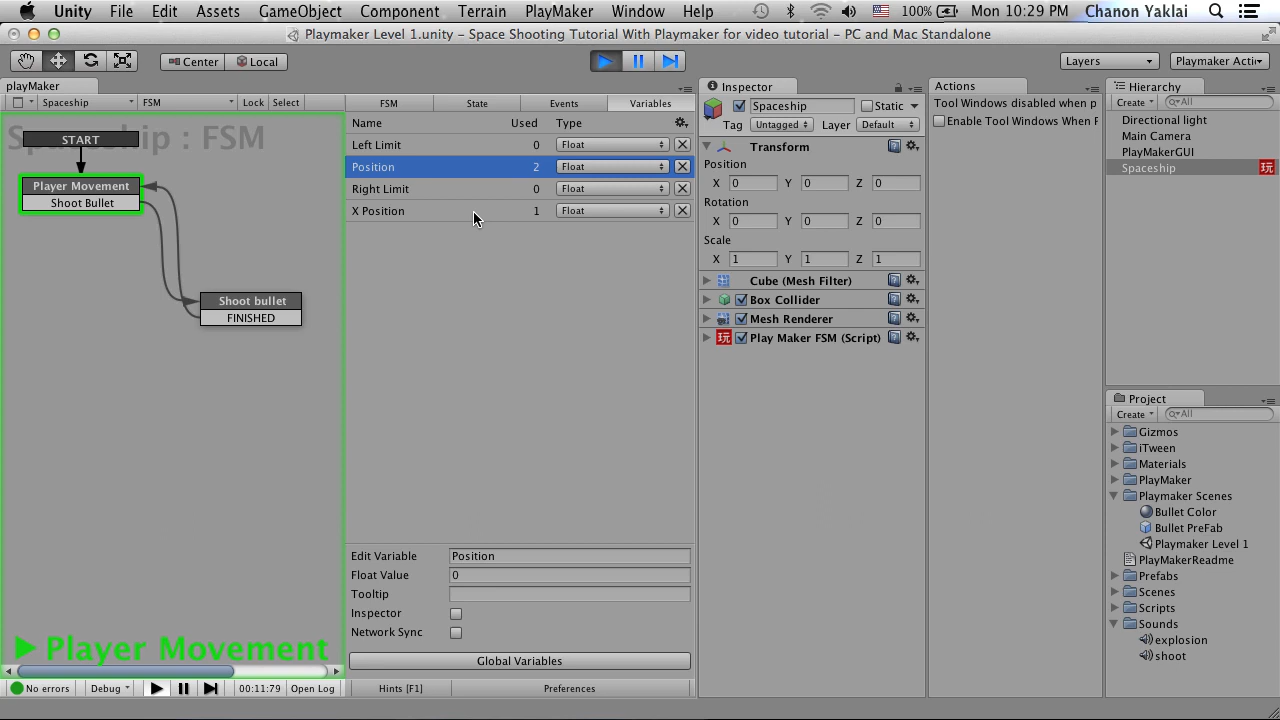 Unity File Edit Assets GameObject Component Terrain PlayMaker Window Help 100% Mon 10:29 PM Chanon Yaklai
Playmaker Level 1.unity – Space Shooting Tutorial With Playmaker for video tutorial – PC and Mac Standalone
Center Local Layers Playmaker Acti
playMaker
Spaceship FSM Lock Select
Spaceship : FSM
START
Player Movement
Shoot Bullet
Shoot bullet
FINISHED
Player Movement
No errors Debug 00:11:79 Open Log
FSM State Events Variables
Name Used Type
Left Limit 0 Float
Position 2 Float
Right Limit 0 Float
X Position 1 Float
Edit Variable Position
Float Value 0
Tooltip
Inspector
Network Sync
Global Variables
Hints [F1] Preferences
Inspector
Spaceship Static
Tag Untagged Layer Default
Transform
Position
X 0 Y 0 Z 0
Rotation
X 0 Y 0 Z 0
Scale
X 1 Y 1 Z 1
Cube (Mesh Filter)
Box Collider
Mesh Renderer
玩 Play Maker FSM (Script)
Actions
Tool Windows disabled when p
Enable Tool Windows When P
Hierarchy
Create All
Directional light
Main Camera
PlayMakerGUI
Spaceship 玩
Project
Create All
Gizmos
iTween
Materials
PlayMaker
Playmaker Scenes
Bullet Color
Bullet PreFab
Playmaker Level 1
PlayMakerReadme
Prefabs
Scenes
Scripts
Sounds
explosion
shoot